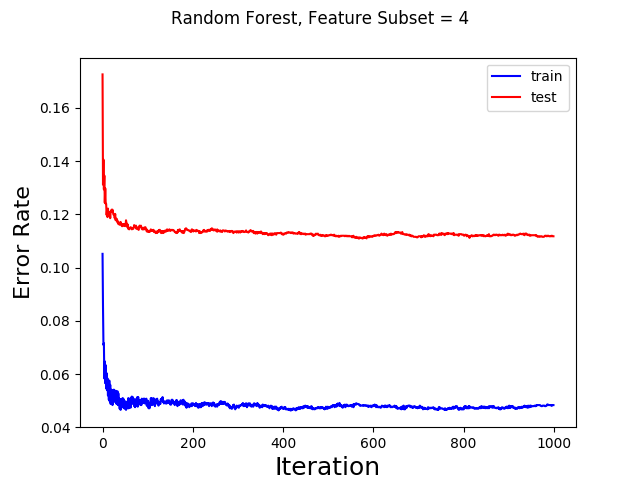 Random Forest, Feature Subset = 4
train
test
Error Rate
0.16
0.14
0.12
0.10
0.08
0.06
0.04
0
200
400
600
800
1000
Iteration